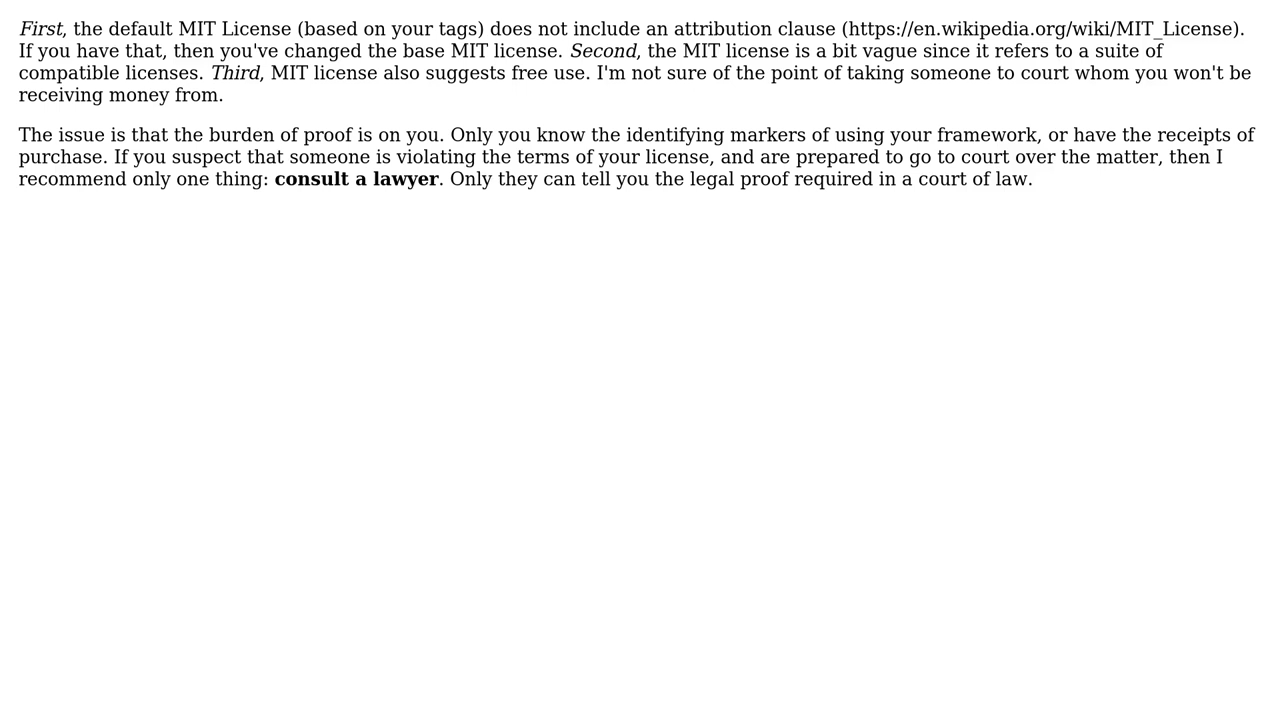 First, the default MIT License (based on your tags) does not include an attribution clause (https://en.wikipedia.org/wiki/MIT_License).
If you have that, then you've changed the base MIT license. Second, the MIT license is a bit vague since it refers to a suite of
compatible licenses. Third, MIT license also suggests free use. I'm not sure of the point of taking someone to court whom you won't be
receiving money from.
The issue is that the burden of proof is on you. Only you know the identifying markers of using your framework, or have the receipts of
purchase. If you suspect that someone is violating the terms of your license, and are prepared to go to court over the matter, then I
recommend only one thing: consult a lawyer. Only they can tell you the legal proof required in a court of law.